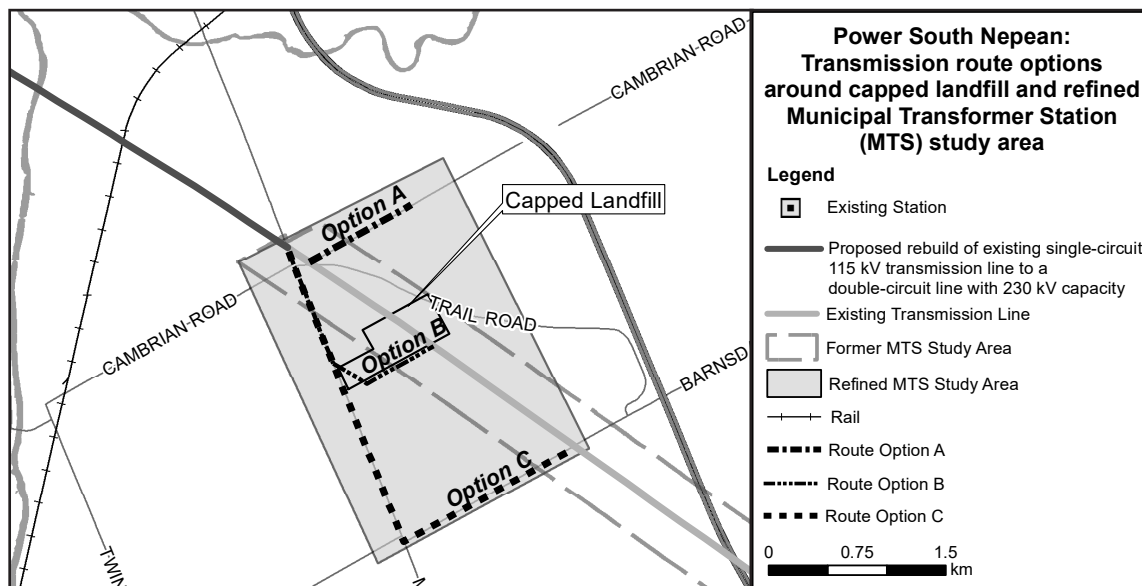 CAMBRIAN-ROAD
Option A
Capped Landfill
CAMBRIAN-ROAD
TRAIL ROAD
Option B
BARNSD
Option C
TWIN
Power South Nepean:
Transmission route options
around capped landfill and refined
Municipal Transformer Station
(MTS) study area
Legend
Existing Station
Proposed rebuild of existing single-circuit
115 kV transmission line to a
double-circuit line with 230 kV capacity
Existing Transmission Line
Former MTS Study Area
Refined MTS Study Area
Rail
Route Option A
Route Option B
Route Option C
0 0.75 1.5
km